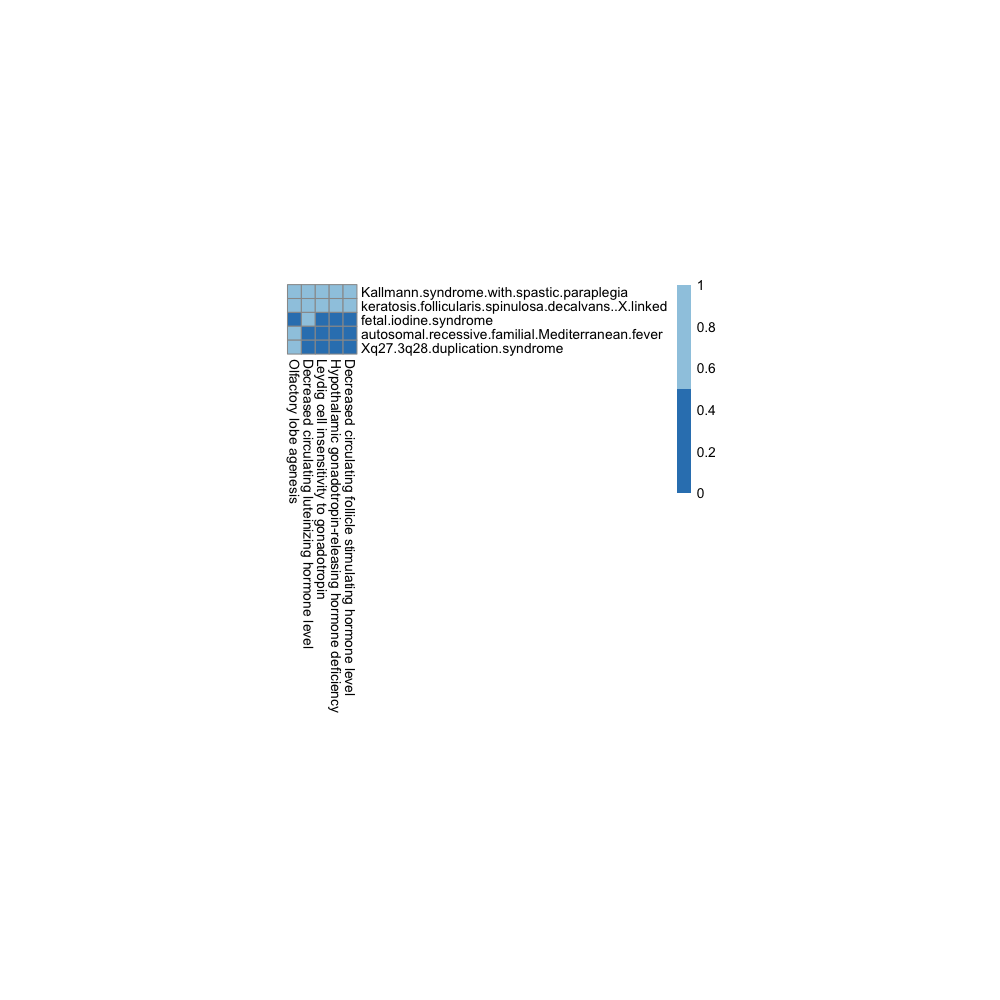 Kallmann.syndrome.with.spastic.paraplegia
keratosis.follicularis.spinulosa.decalvans..X.linked
fetal.iodine.syndrome
autosomal.recessive.familial.Mediterranean.fever
Xq27.3q28.duplication.syndrome
Olfactory lobe agenesis
Decreased circulating luteinizing hormone level
Leydig cell insensitivity to gonadotropin
Hypothalamic gonadotropin-releasing hormone deficiency
Decreased circulating follicle stimulating hormone level
1
0.8
0.6
0.4
0.2
0